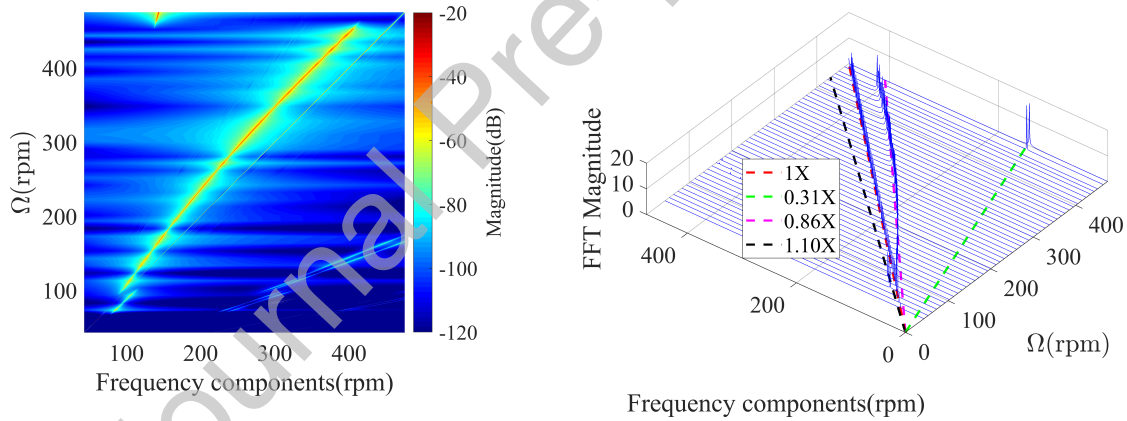 -20
-40
-60
-80
-100
-120
Magnitude(dB)
400
300
200
100
Ω(rpm)
100
200
300
400
Frequency components(rpm)
Journal Pre-
FFT Magnitude
20
10
0
1X
0.31X
0.86X
1.10X
400
200
0
0
100
200
300
400
Ω(rpm)
Frequency components(rpm)